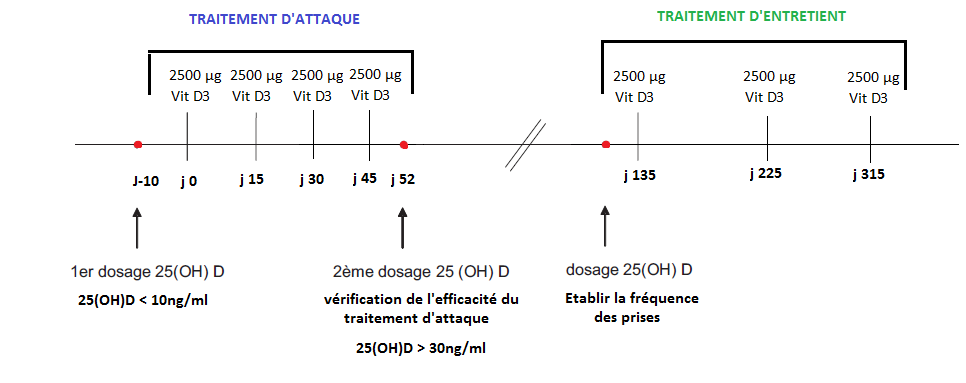 TRAITEMENT D'ATTAQUE
TRAITEMENT D'ENTRETIENT
2500 µg 2500 µg 2500 µg 2500 µg
Vit D3 Vit D3 Vit D3 Vit D3
2500 µg 2500 µg 2500 µg
Vit D3 Vit D3 Vit D3
J-10 j 0 j 15 j 30 j 45 j 52
j 135 j 225 j 315
1er dosage 25(OH) D
25(OH)D < 10ng/ml
2ème dosage 25 (OH) D
vérification de l'efficacité du
traitement d'attaque
25(OH)D > 30ng/ml
dosage 25(OH) D
Etablir la fréquence
des prises